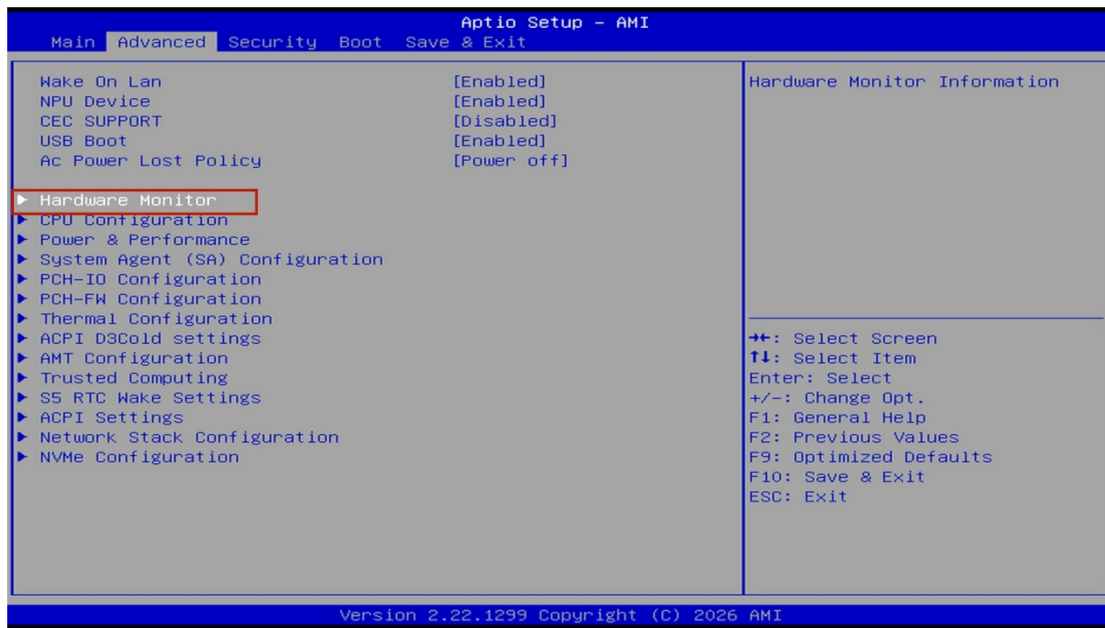 Aptio Setup - AMI
Main Advanced Security Boot Save & Exit
Wake On Lan [Enabled]
NPU Device [Enabled]
CEC SUPPORT [Disabled]
USB Boot [Enabled]
Ac Power Lost Policy [Power off]
Hardware Monitor
CPU Configuration
Power & Performance
System Agent (SA) Configuration
PCH-IO Configuration
PCH-FW Configuration
Thermal Configuration
ACPI D3Cold settings
AMT Configuration
Trusted Computing
S5 RTC Wake Settings
ACPI Settings
Network Stack Configuration
NVMe Configuration
Hardware Monitor Information
→←: Select Screen
↑↓: Select Item
Enter: Select
+/-: Change Opt.
F1: General Help
F2: Previous Values
F9: Optimized Defaults
F10: Save & Exit
ESC: Exit
Version 2.22.1299 Copyright (C) 2026 AMI